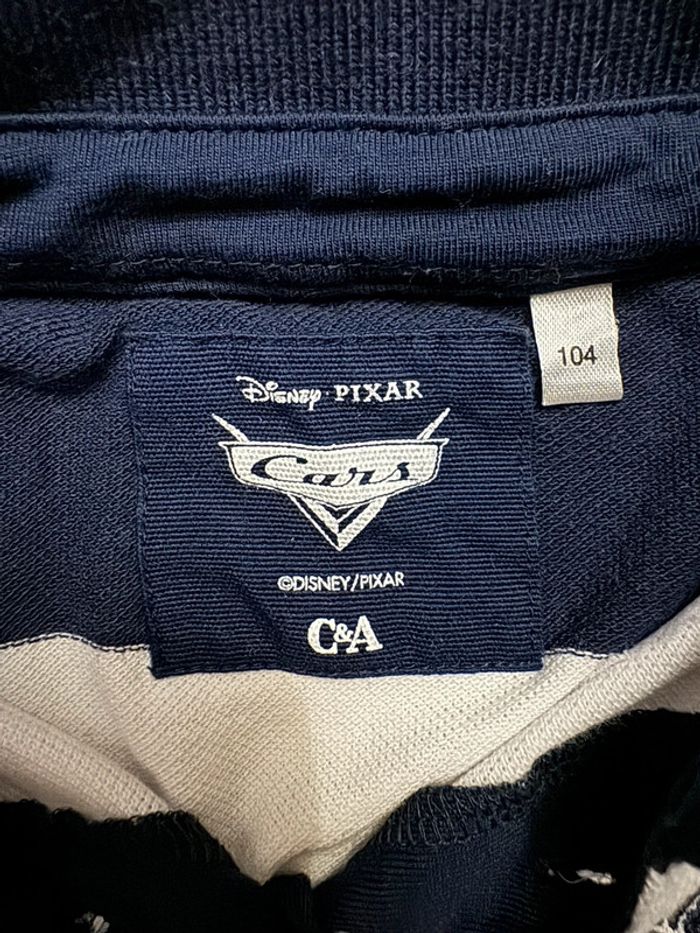 104
Disney · PIXAR
Cars
©DISNEY/PIXAR
C&A